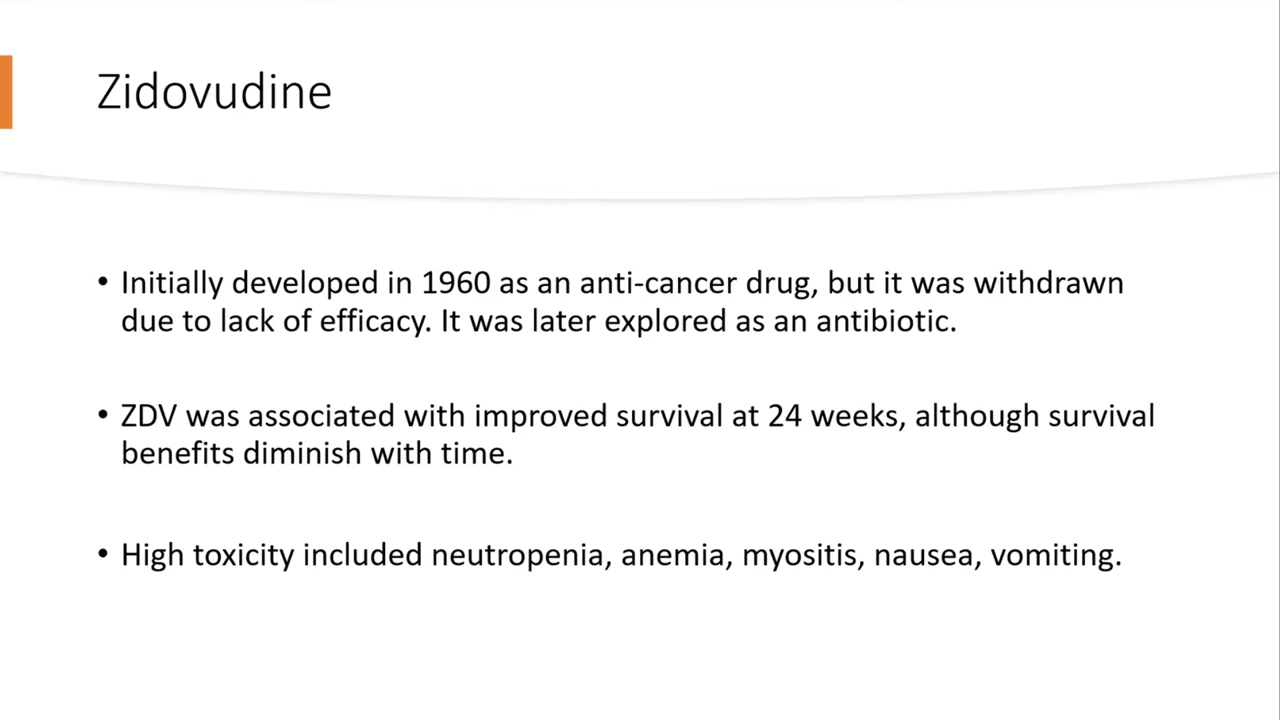 Zidovudine
• Initially developed in 1960 as an anti-cancer drug, but it was withdrawn
due to lack of efficacy. It was later explored as an antibiotic.
• ZDV was associated with improved survival at 24 weeks, although survival
benefits diminish with time.
• High toxicity included neutropenia, anemia, myositis, nausea, vomiting.